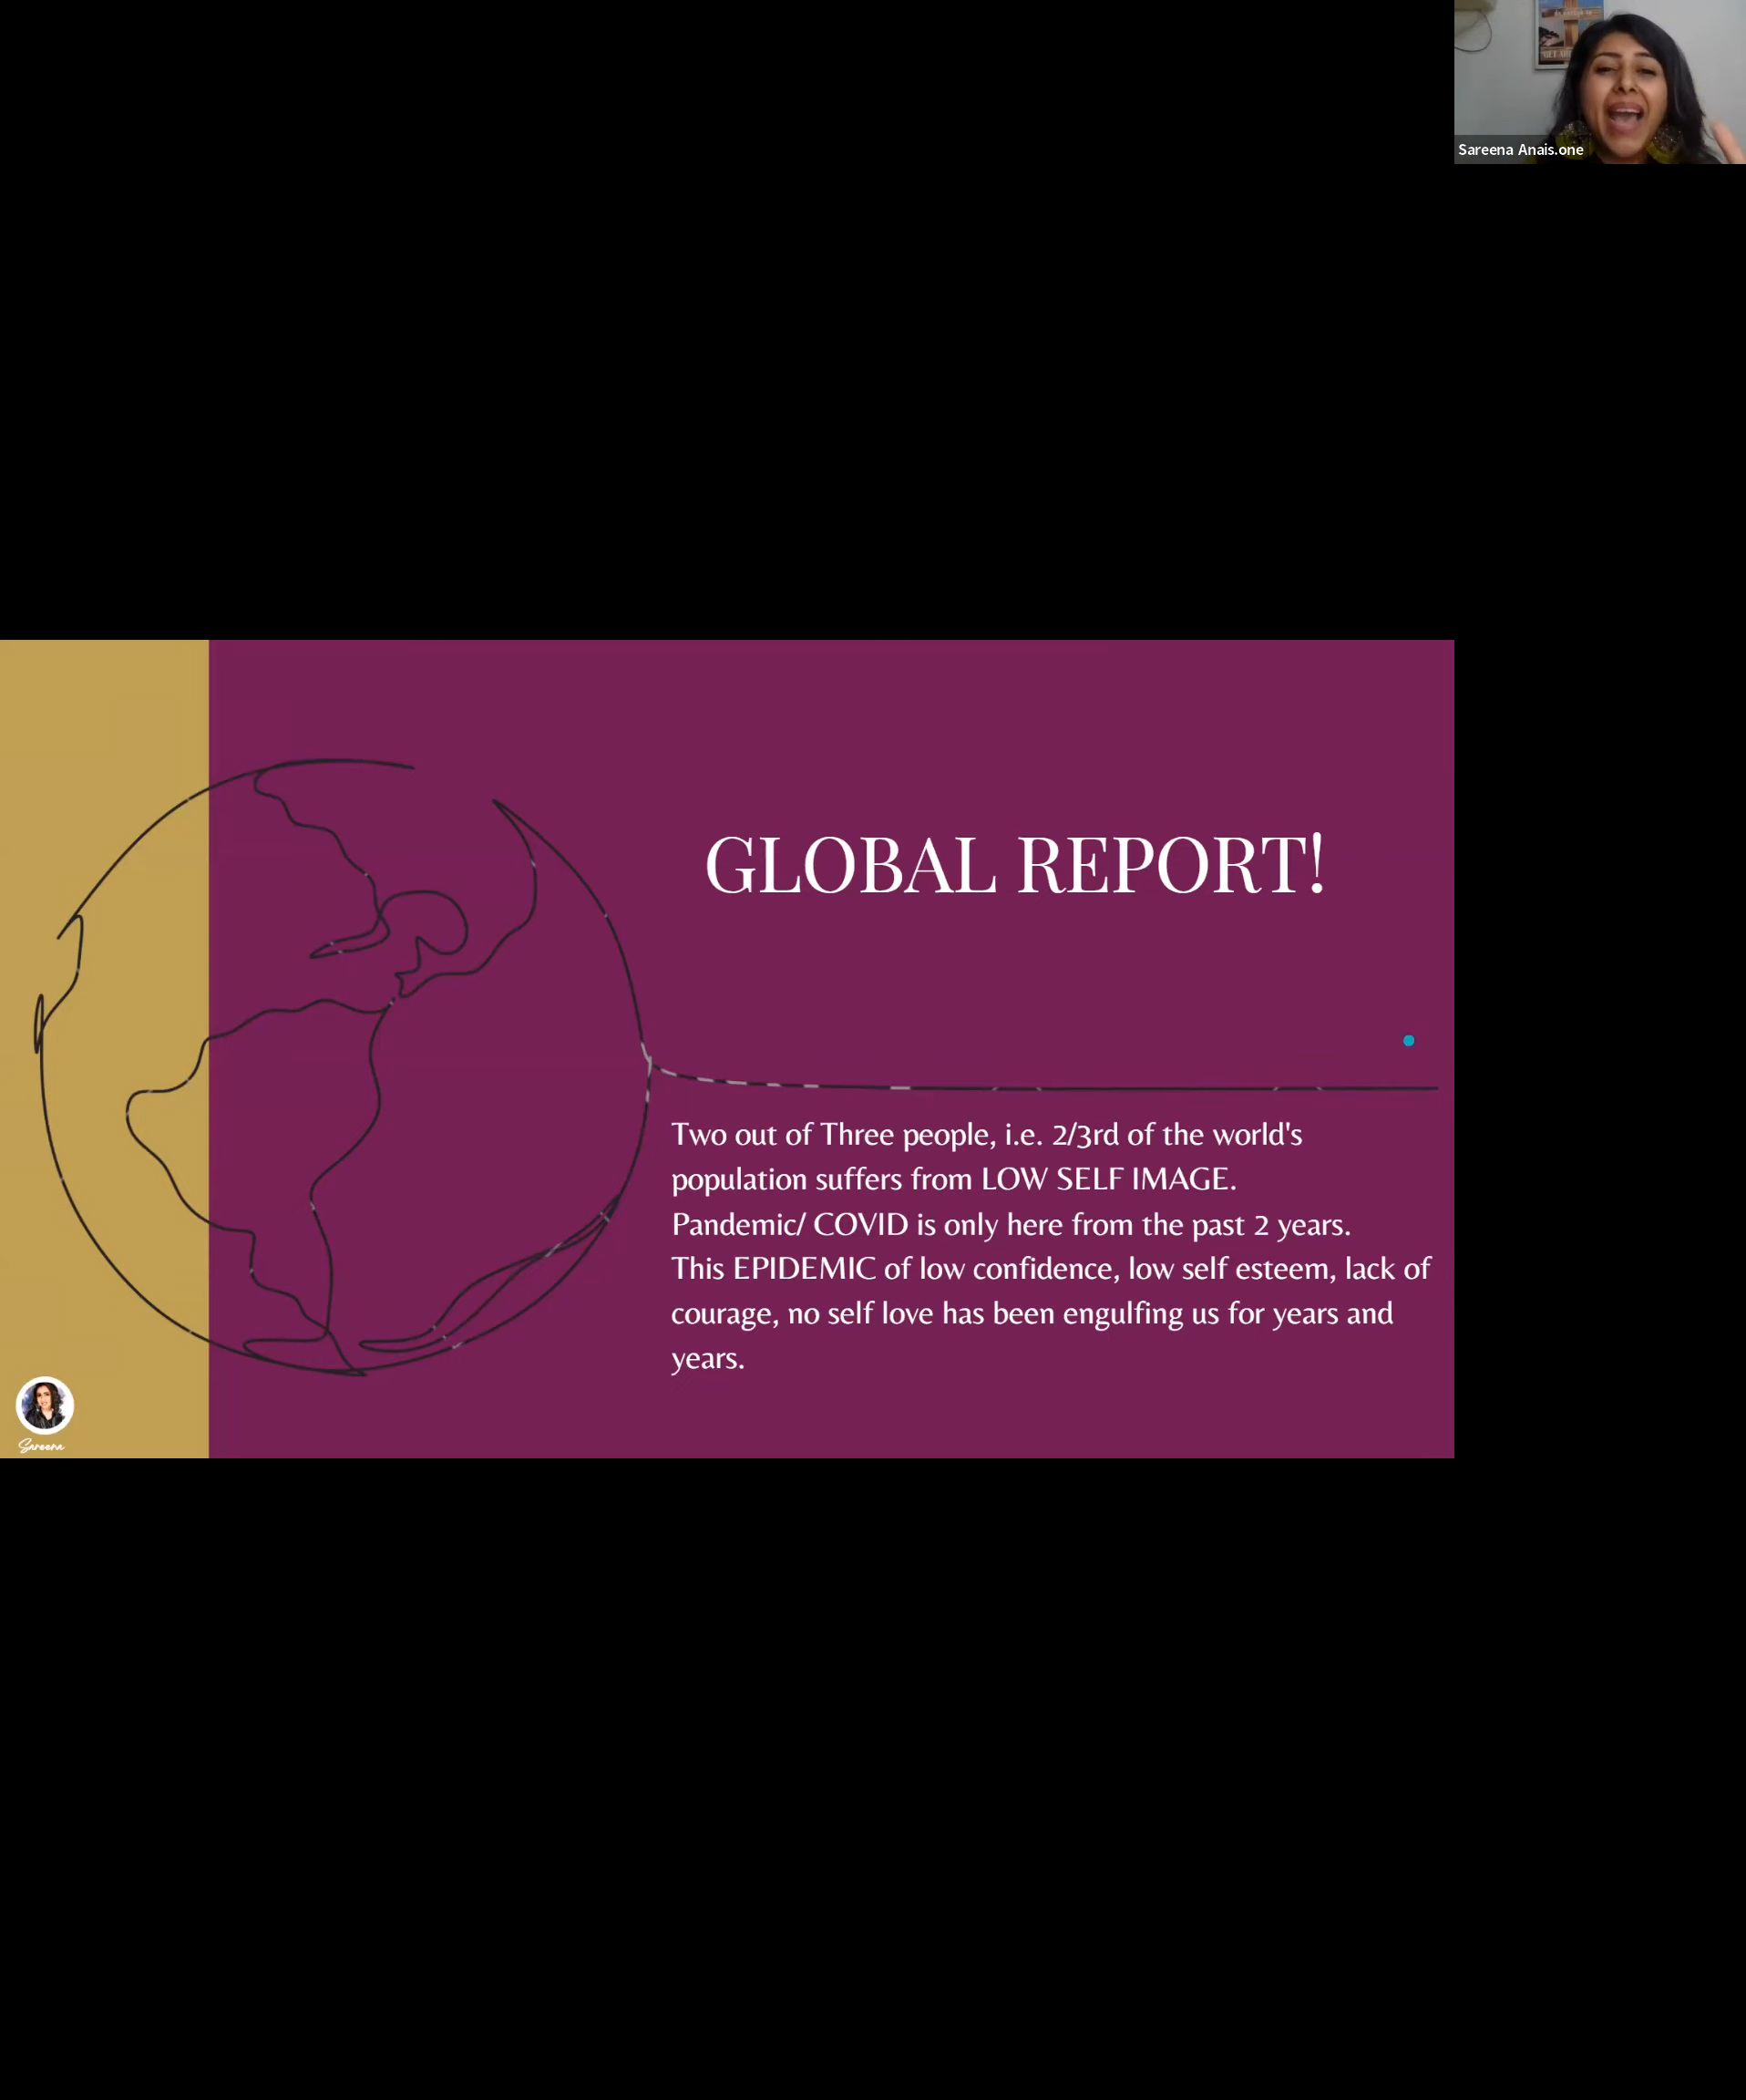 Sareena Anais.one
GLOBAL REPORT!
Two out of Three people, i.e. 2/3rd of the world's
population suffers from LOW SELF IMAGE.
Pandemic/ COVID is only here from the past 2 years.
This EPIDEMIC of low confidence, low self esteem, lack of
courage, no self love has been engulfing us for years and
years.
Sareena